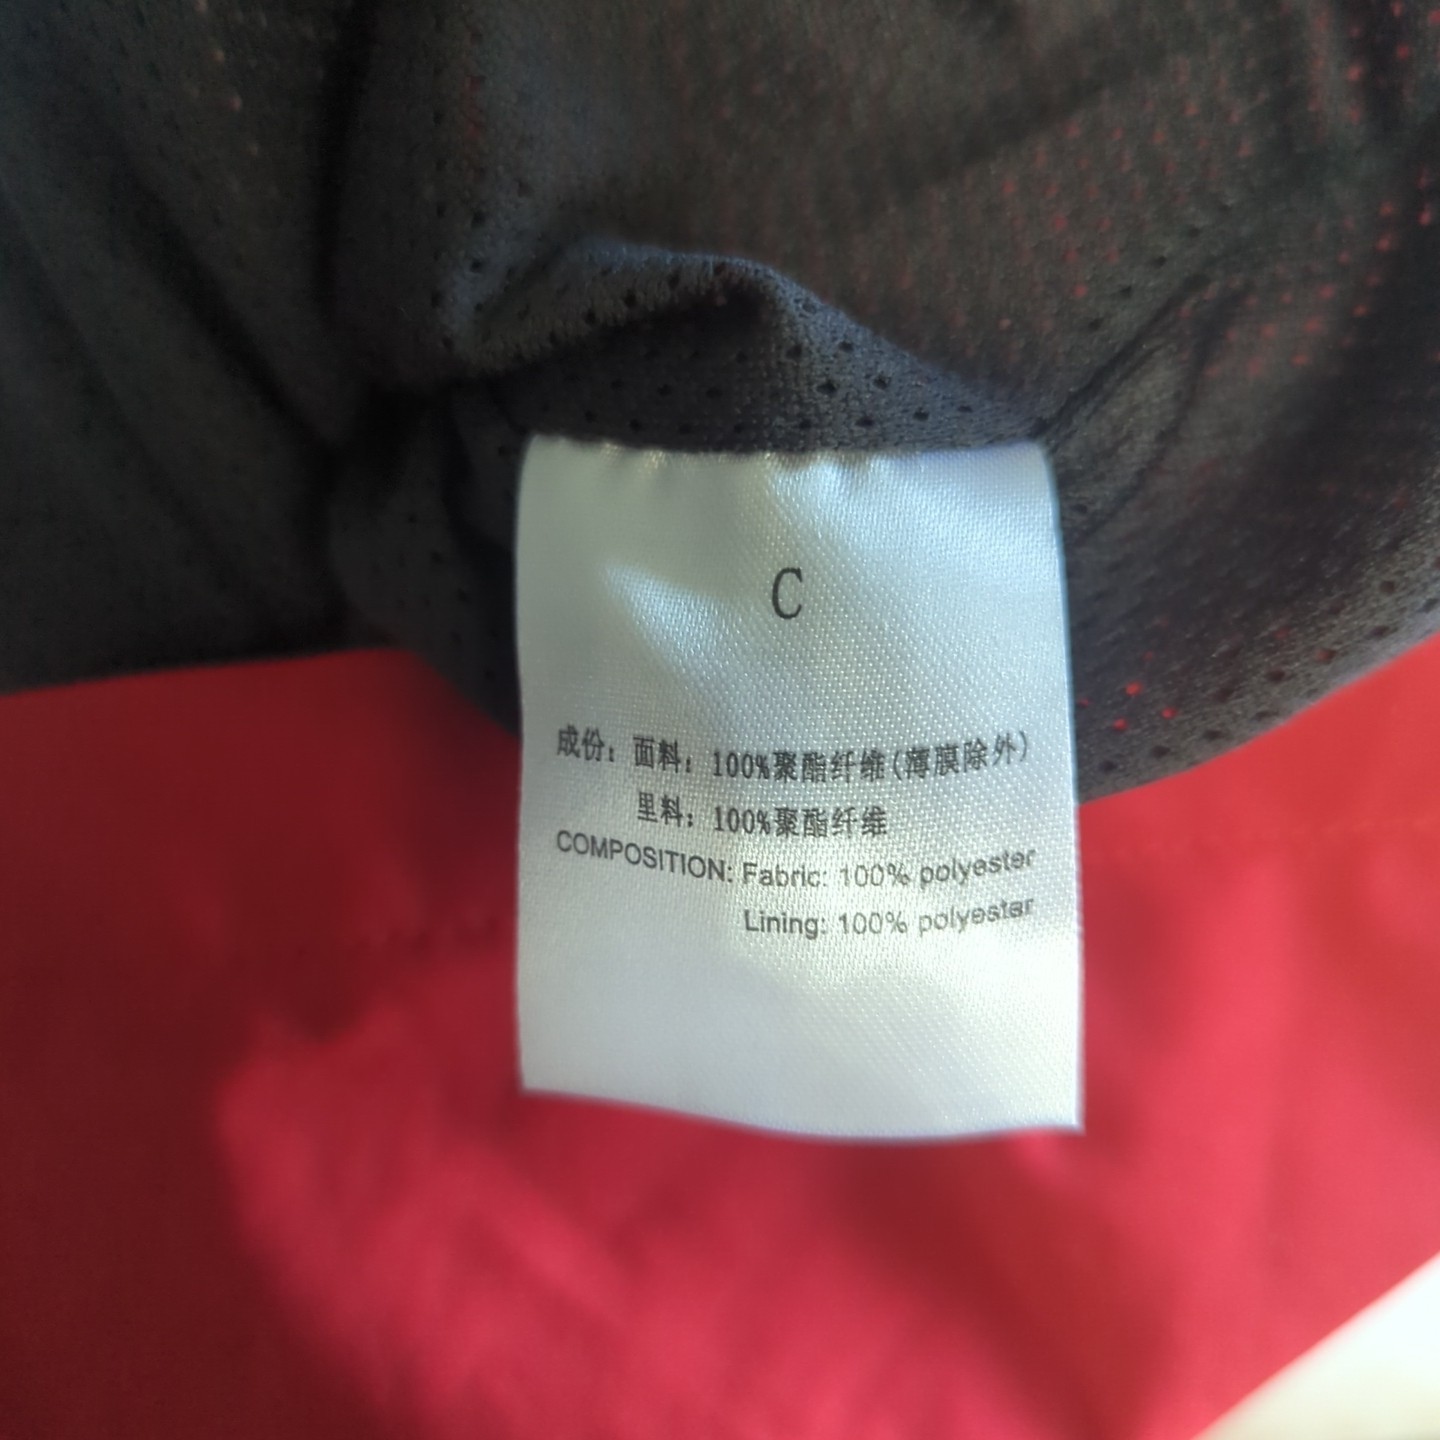 C
成份：面料：100%聚酯纤维(薄膜除外)
里料：100%聚酯纤维
COMPOSITION: Fabric: 100% polyester
Lining: 100% polyester